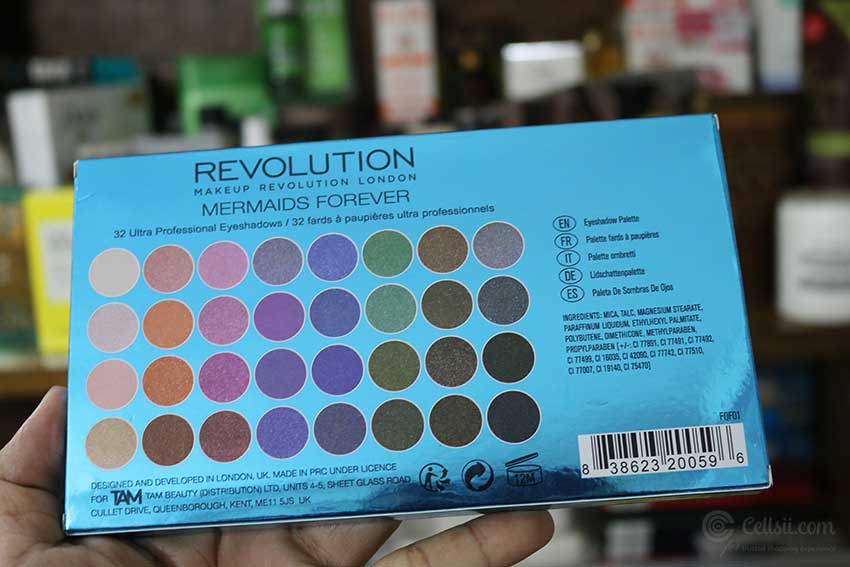 REVOLUTION
MAKEUP REVOLUTION LONDON
MERMAIDS FOREVER
32 Ultra Professional Eyeshadows / 32 fards à paupières ultra professionnels
EN Eyeshadow Palette
FR Palette fards à paupières
IT Palette ombretti
DE Lidschattenpalette
ES Paleta De Sombras De Ojos
INGREDIENTS: MICA, TALC, MAGNESIUM STEARATE,
PARAFFINUM LIQUIDUM, ETHYLHEXYL PALMITATE,
POLYBUTENE, DIMETHICONE, METHYLPARABEN,
PROPYLPARABEN [+/-: CI 77891, CI 77491, CI 77492,
CI 77499, CI 16035, CI 42090, CI 77742, CI 77510,
CI 77007, CI 19140, CI 75470]
FOF01
8 38623 20059 6
DESIGNED AND DEVELOPED IN LONDON, UK. MADE IN PRC UNDER LICENCE
FOR TAM TAM BEAUTY (DISTRIBUTION) LTD, UNITS 4-5, SHEET GLASS ROAD
CULLET DRIVE, QUEENBOROUGH, KENT, ME11 5JS UK
12M
Cellsii.com
trusted shopping experience